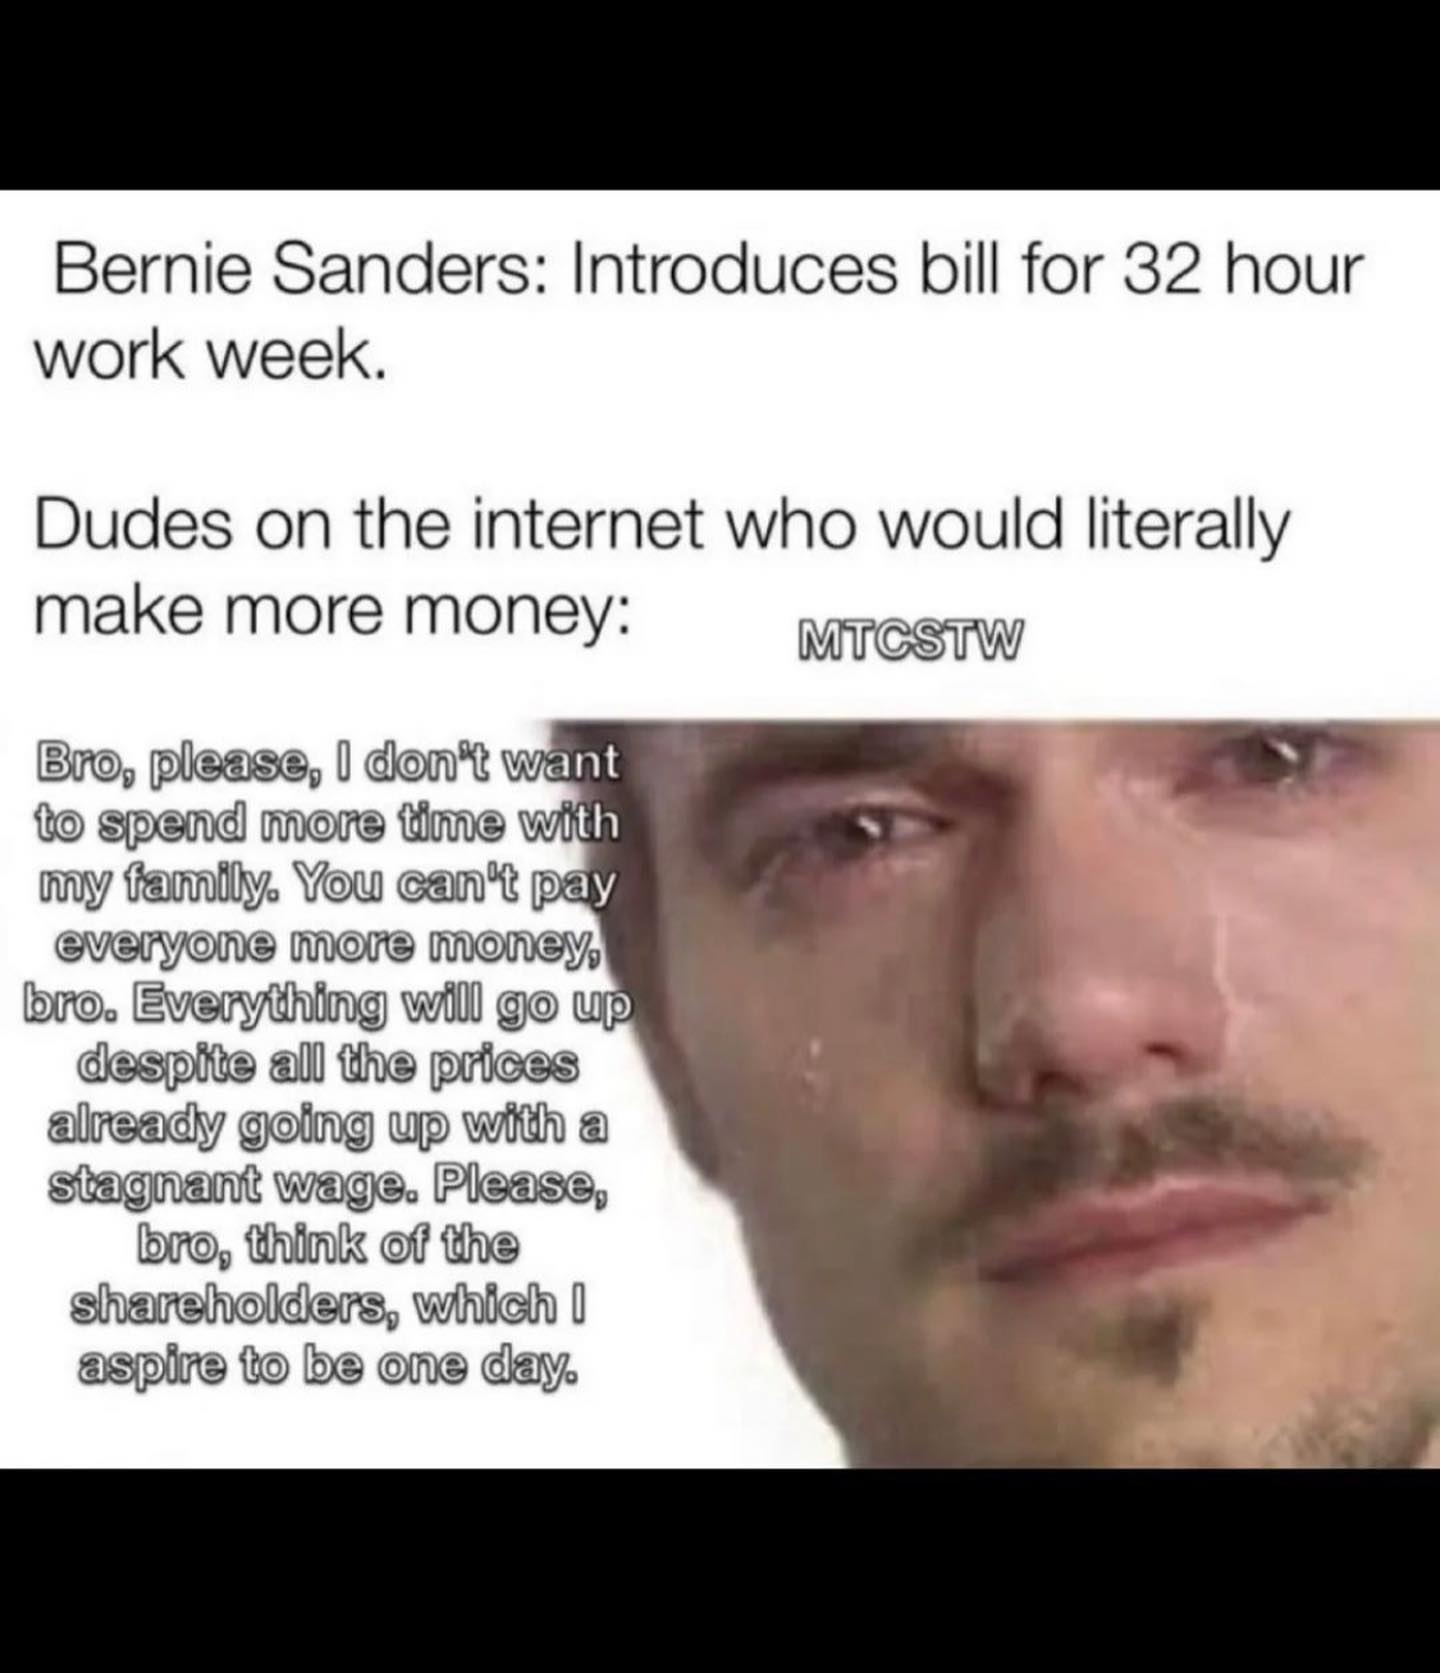 Bernie Sanders: Introduces bill for 32 hour
work week.
Dudes on the internet who would literally
make more money:
MTCSTW
Bro, please, I don't want
to spend more time with
my family. You can't pay
everyone more money,
bro. Everything will go up
despite all the prices
already going up with a
stagnant wage. Please,
bro, think of the
shareholders, which I
aspire to be one day.